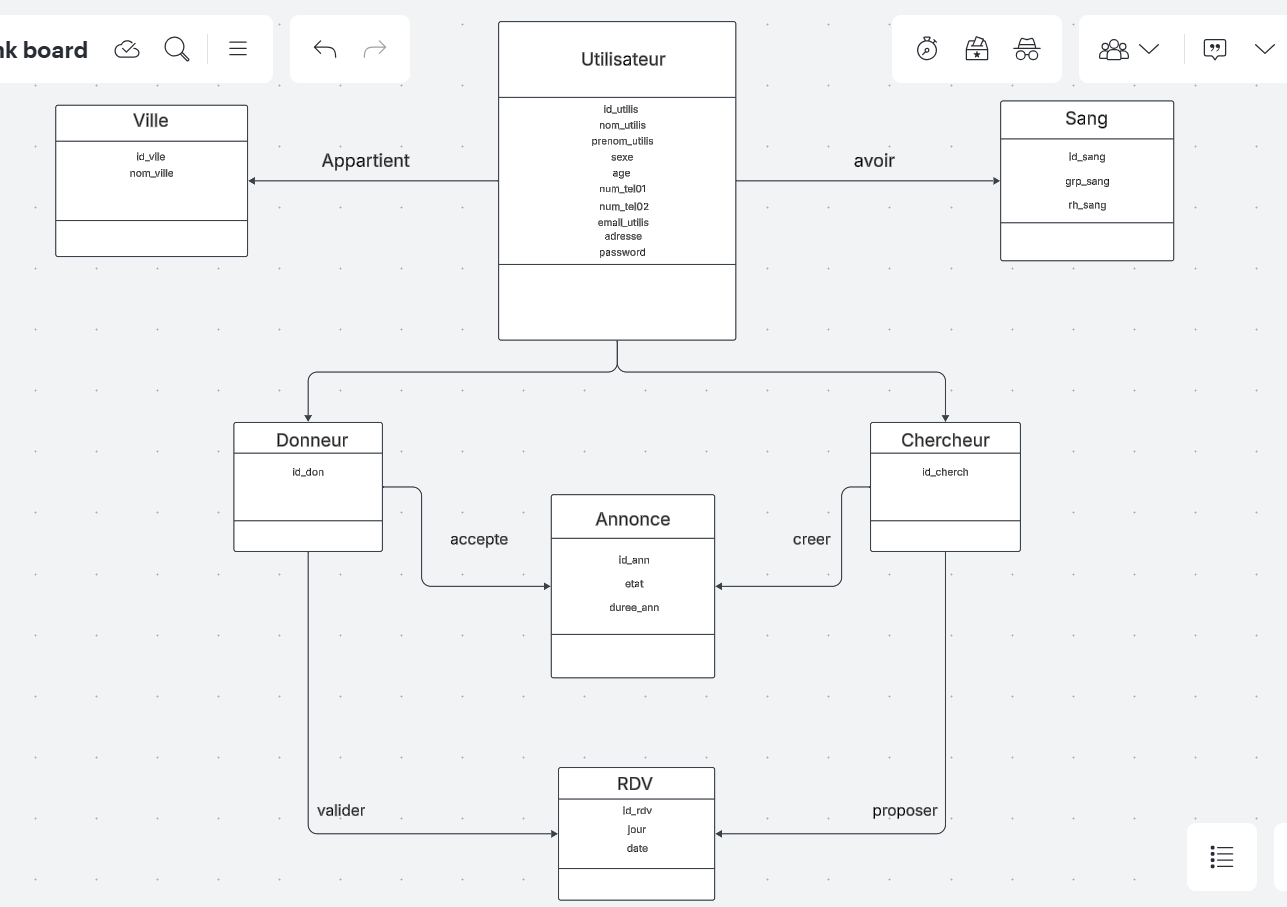 nk board
Utilisateur
id_utilis
nom_utilis
prenom_utilis
sexe
age
num_tel01
num_tel02
email_utilis
adresse
password
Ville
id_vlle
nom_ville
Appartient
avoir
Sang
id_sang
grp_sang
rh_sang
Donneur
id_don
Chercheur
id_cherch
accepte
Annonce
id_ann
etat
duree_ann
creer
valider
RDV
id_rdv
jour
date
proposer